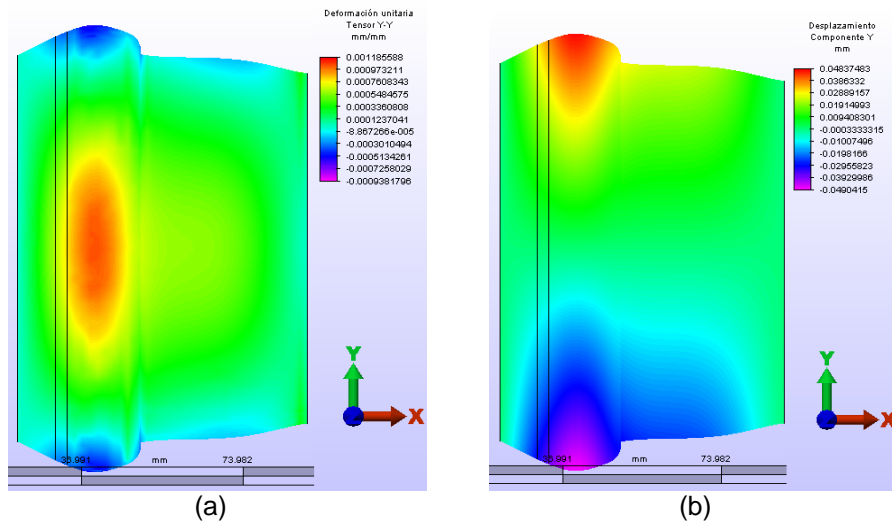 Deformación unitaria
Tensor Y-Y
mm/mm
0.001185588
0.000973211
0.0007608343
0.0005484575
0.0003360808
0.0001237041
-8.867266e-005
-0.0003010494
-0.0005134261
-0.0007258029
-0.0009381796
Y
X
36.991 mm 73.982
(a)
Desplazamiento
Componente Y
mm
0.04837483
0.0386332
0.02889157
0.01914993
0.009408301
-0.0003333315
-0.01007496
-0.0198166
-0.02955823
-0.03929986
-0.0490415
Y
X
36.991 mm 73.982
(b)